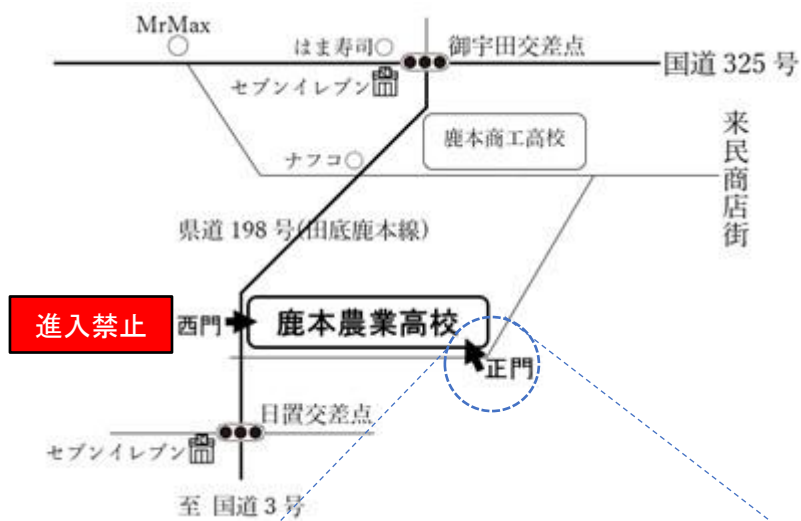 MrMax
はま寿司
御宇田交差点
国道 325 号
セブンイレブン
鹿本商工高校
来民商店街
ナフコ
県道 198 号(田底鹿本線)
進入禁止
西門
鹿本農業高校
正門
日置交差点
セブンイレブン
至 国道 3 号